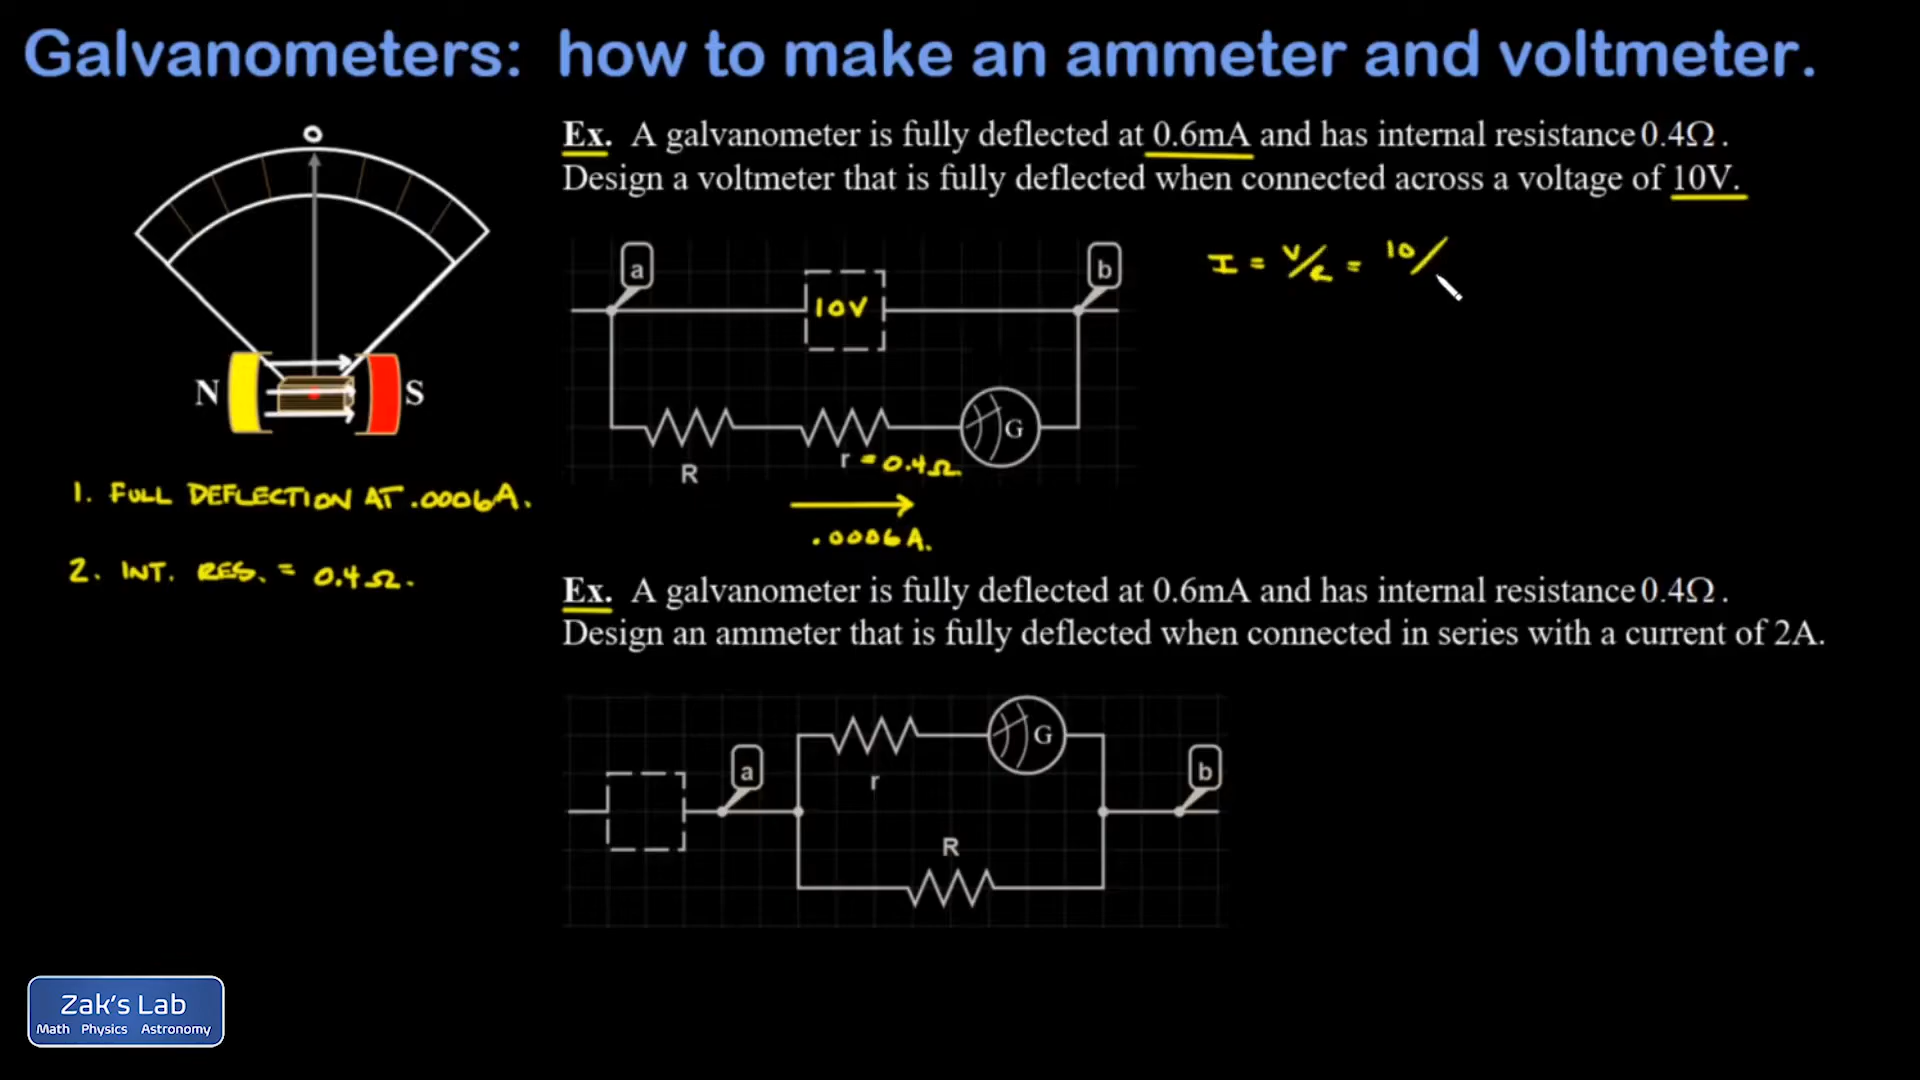 Galvanometers: how to make an ammeter and voltmeter.
O
N
S
1. FULL DEFLECTION AT .0006A.
2. INT. RES. = 0.4Ω.
Ex. A galvanometer is fully deflected at 0.6mA and has internal resistance 0.4Ω.
Design a voltmeter that is fully deflected when connected across a voltage of 10V.
a
10V
b
G
R
r = 0.4Ω.
.0006A.
I = V/R = 10/
Ex. A galvanometer is fully deflected at 0.6mA and has internal resistance 0.4Ω.
Design an ammeter that is fully deflected when connected in series with a current of 2A.
G
a
r
b
R
Zak's Lab
Math Physics Astronomy